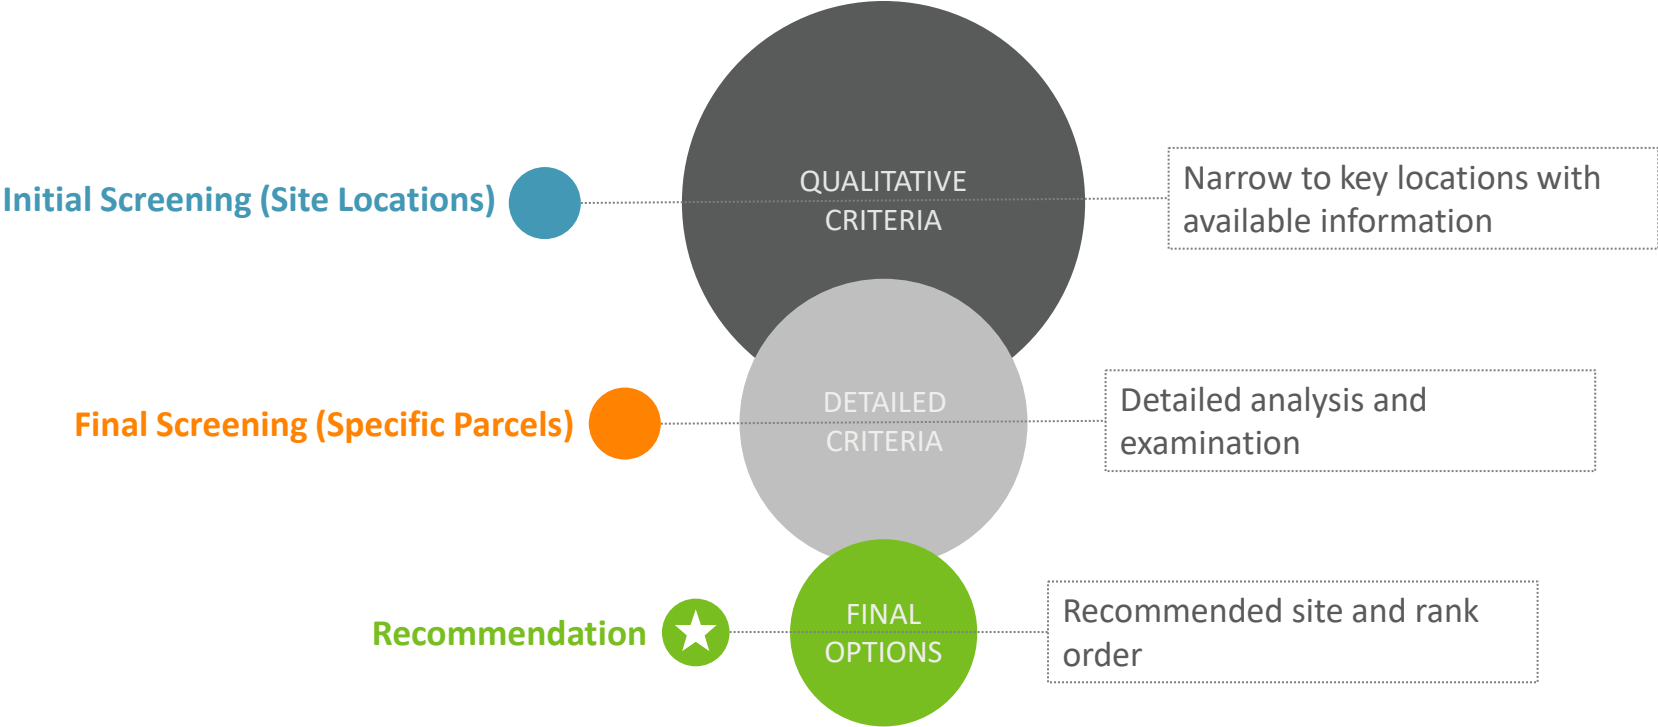 Initial Screening (Site Locations)
QUALITATIVE
CRITERIA
Narrow to key locations with
available information
Final Screening (Specific Parcels)
DETAILED
CRITERIA
Detailed analysis and
examination
Recommendation
FINAL
OPTIONS
Recommended site and rank
order